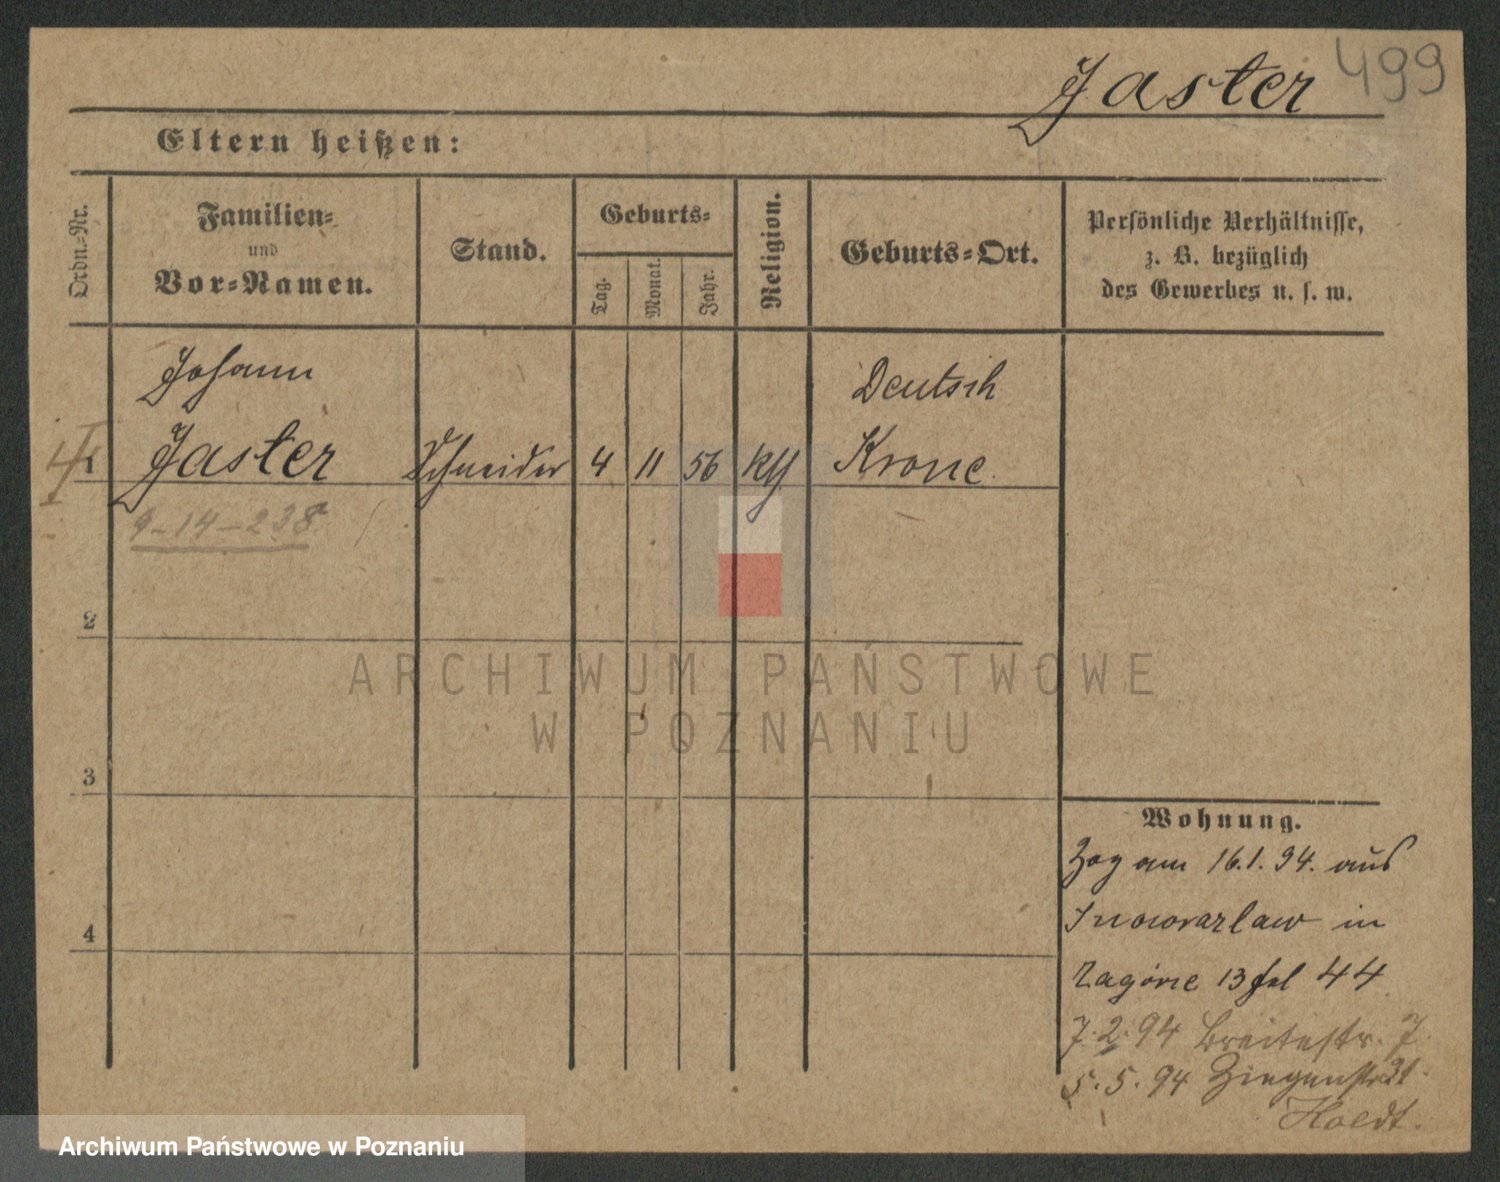 Jaster 499
Eltern heißen:
Ordn.-Nr.
Familien-
und
Vor-Namen.
Stand.
Geburts-
Tag.
Monat.
Jahr.
Religion.
Geburts-Ort.
Persönliche Verhältnisse,
z. B. bezüglich
des Gewerbes u. s. w.
Johann Deutsch
1 Jaster Schneider 4 11 56 kth Krone.
9-14-238
2
3
4
Wohnung.
Zog am 16.1.94. aus
Inowrazlaw in
Zagórze 13 44
7.2.94 Breitestr. 7
5.5.94 Ziegenstr. 21
ARCHIWUM PAŃSTWOWE
W POZNANIU
Archiwum Państwowe w Poznaniu